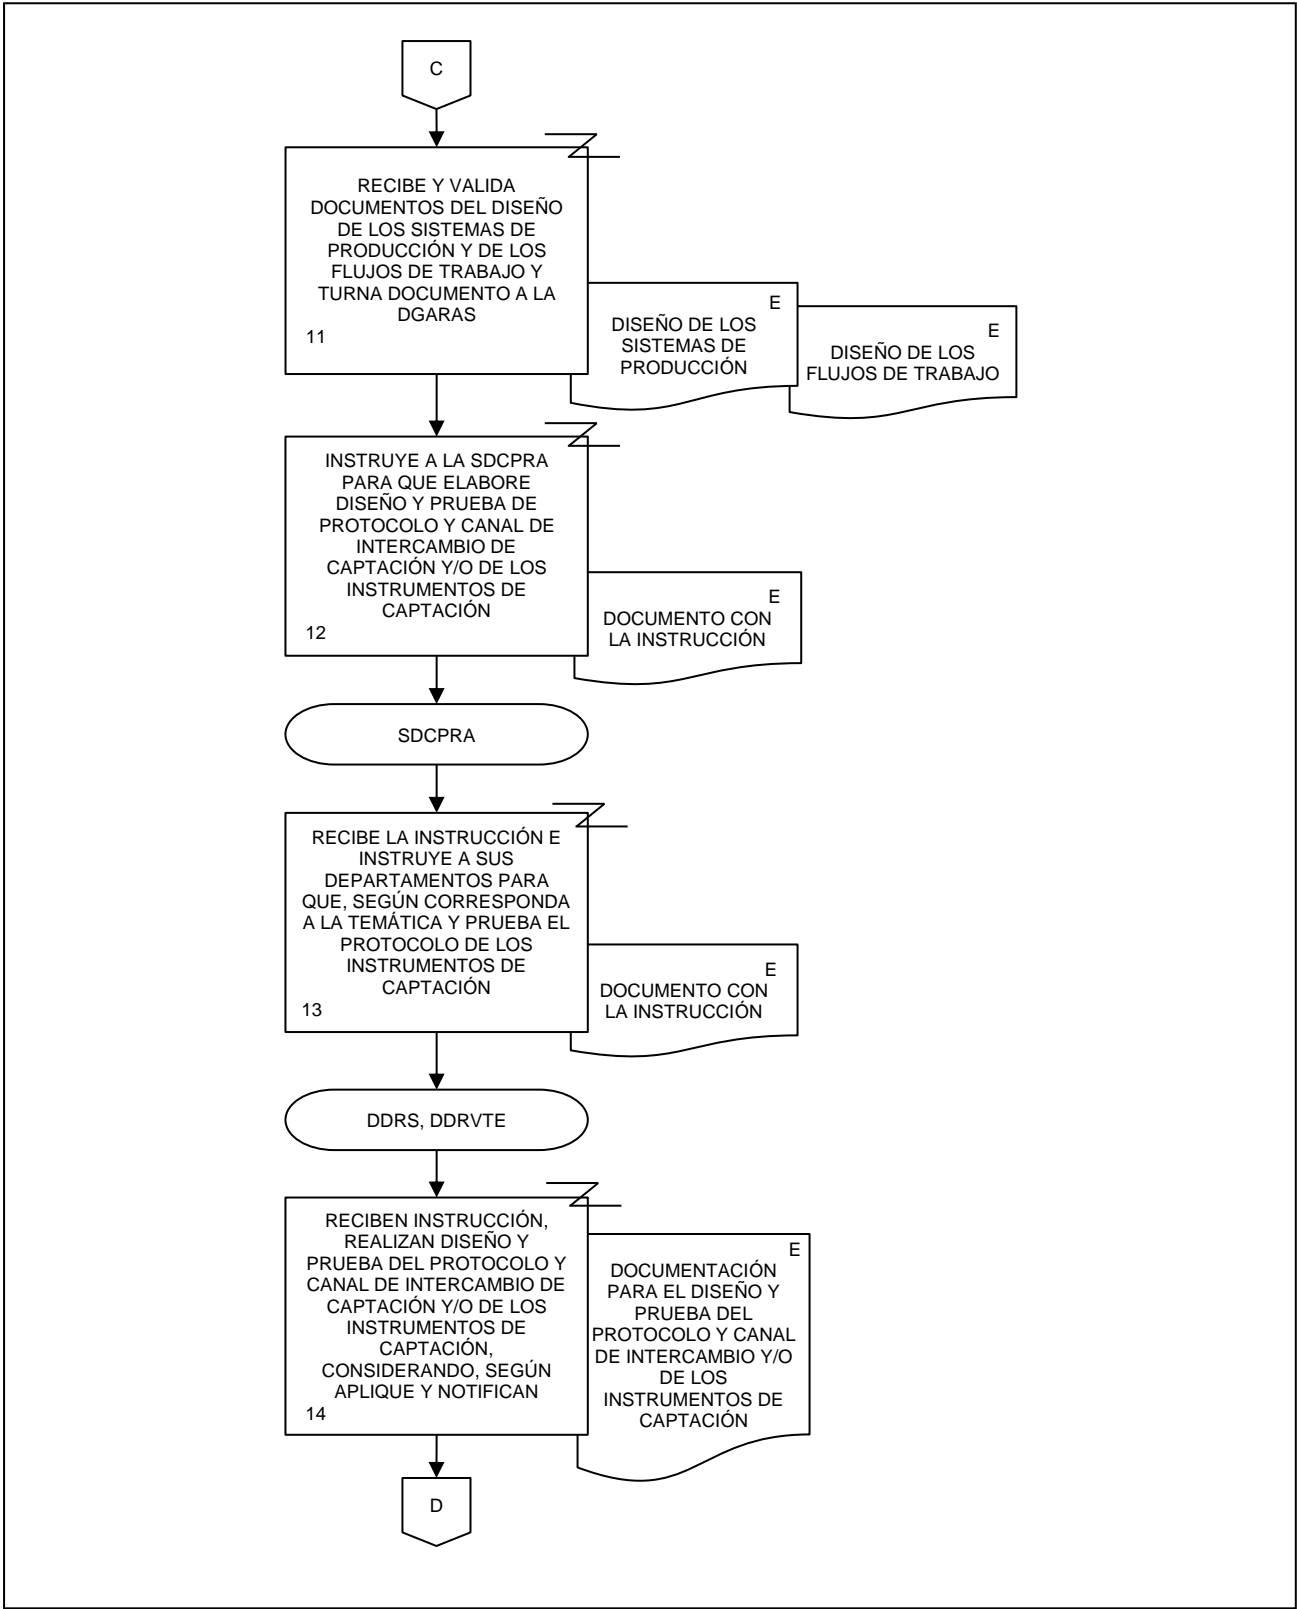 C
RECIBE Y VALIDA
DOCUMENTOS DEL DISEÑO
DE LOS SISTEMAS DE
PRODUCCIÓN Y DE LOS
FLUJOS DE TRABAJO Y
TURNA DOCUMENTO A LA
DGARAS
11
E
DISEÑO DE LOS
SISTEMAS DE
PRODUCCIÓN
E
DISEÑO DE LOS
FLUJOS DE TRABAJO
INSTRUYE A LA SDCPRA
PARA QUE ELABORE
DISEÑO Y PRUEBA DE
PROTOCOLO Y CANAL DE
INTERCAMBIO DE
CAPTACIÓN Y/O DE LOS
INSTRUMENTOS DE
CAPTACIÓN
12
E
DOCUMENTO CON
LA INSTRUCCIÓN
SDCPRA
RECIBE LA INSTRUCCIÓN E
INSTRUYE A SUS
DEPARTAMENTOS PARA
QUE, SEGÚN CORRESPONDA
A LA TEMÁTICA Y PRUEBA EL
PROTOCOLO DE LOS
INSTRUMENTOS DE
CAPTACIÓN
13
E
DOCUMENTO CON
LA INSTRUCCIÓN
DDRS, DDRVTE
RECIBEN INSTRUCCIÓN,
REALIZAN DISEÑO Y
PRUEBA DEL PROTOCOLO Y
CANAL DE INTERCAMBIO DE
CAPTACIÓN Y/O DE LOS
INSTRUMENTOS DE
CAPTACIÓN,
CONSIDERANDO, SEGÚN
APLIQUE Y NOTIFICAN
14
E
DOCUMENTACIÓN
PARA EL DISEÑO Y
PRUEBA DEL
PROTOCOLO Y CANAL
DE INTERCAMBIO Y/O
DE LOS
INSTRUMENTOS DE
CAPTACIÓN
D